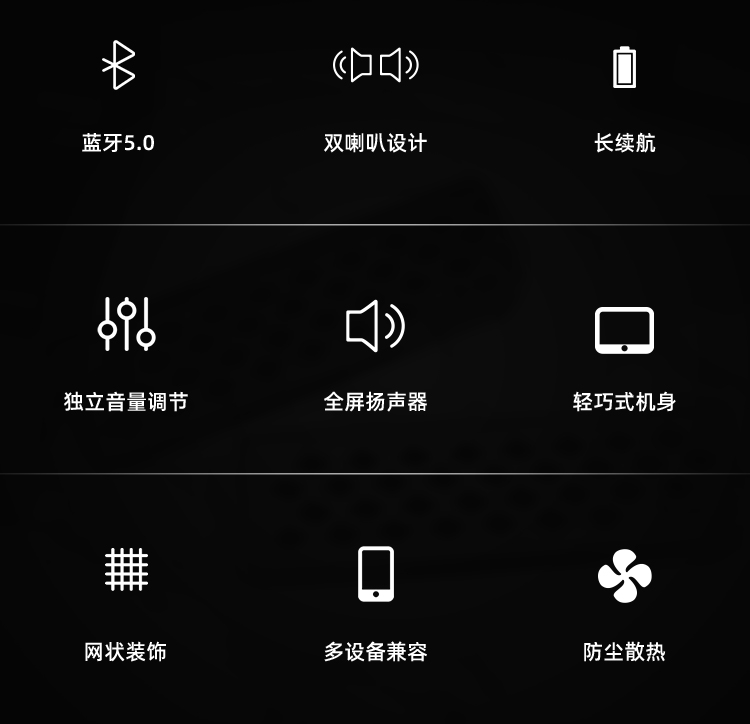 蓝牙5.0
双喇叭设计
长续航
独立音量调节
全屏扬声器
轻巧式机身
网状装饰
多设备兼容
防尘散热